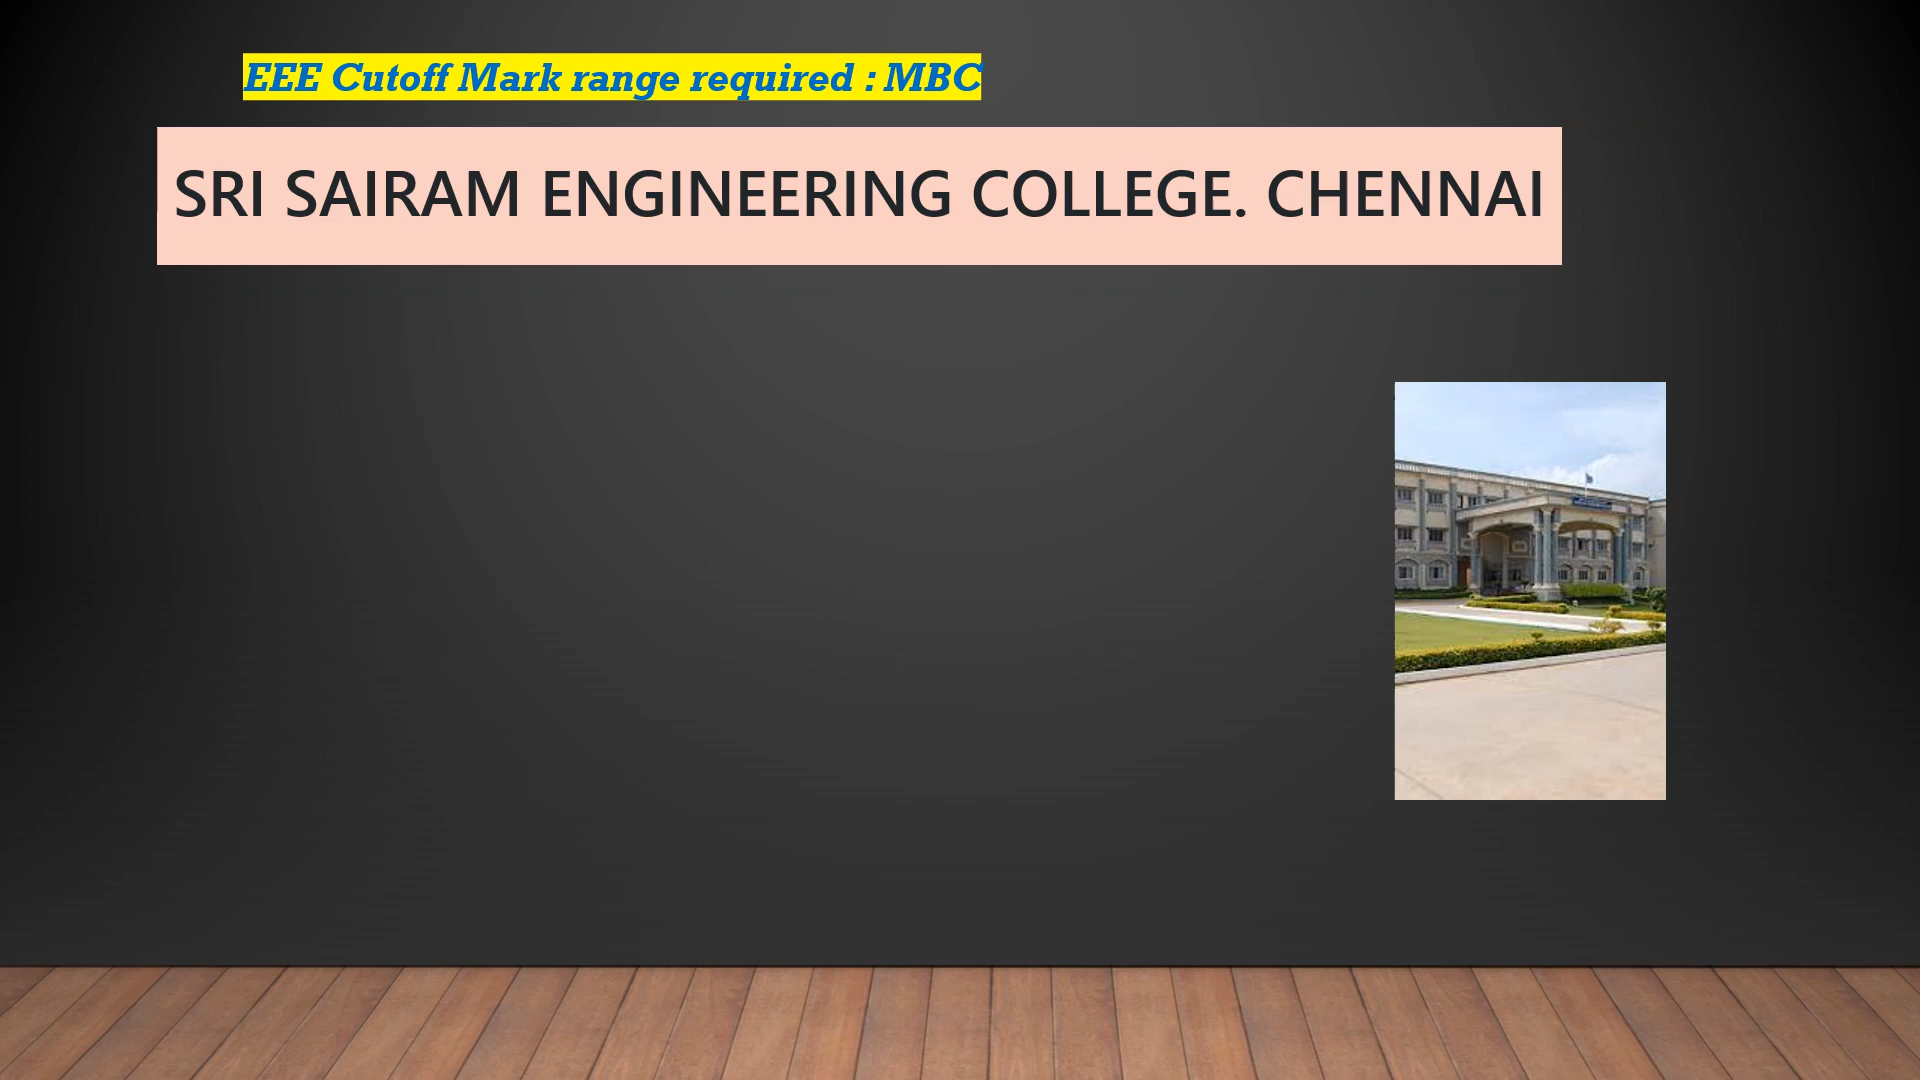 EEE Cutoff Mark range required : MBC
SRI SAIRAM ENGINEERING COLLEGE. CHENNAI